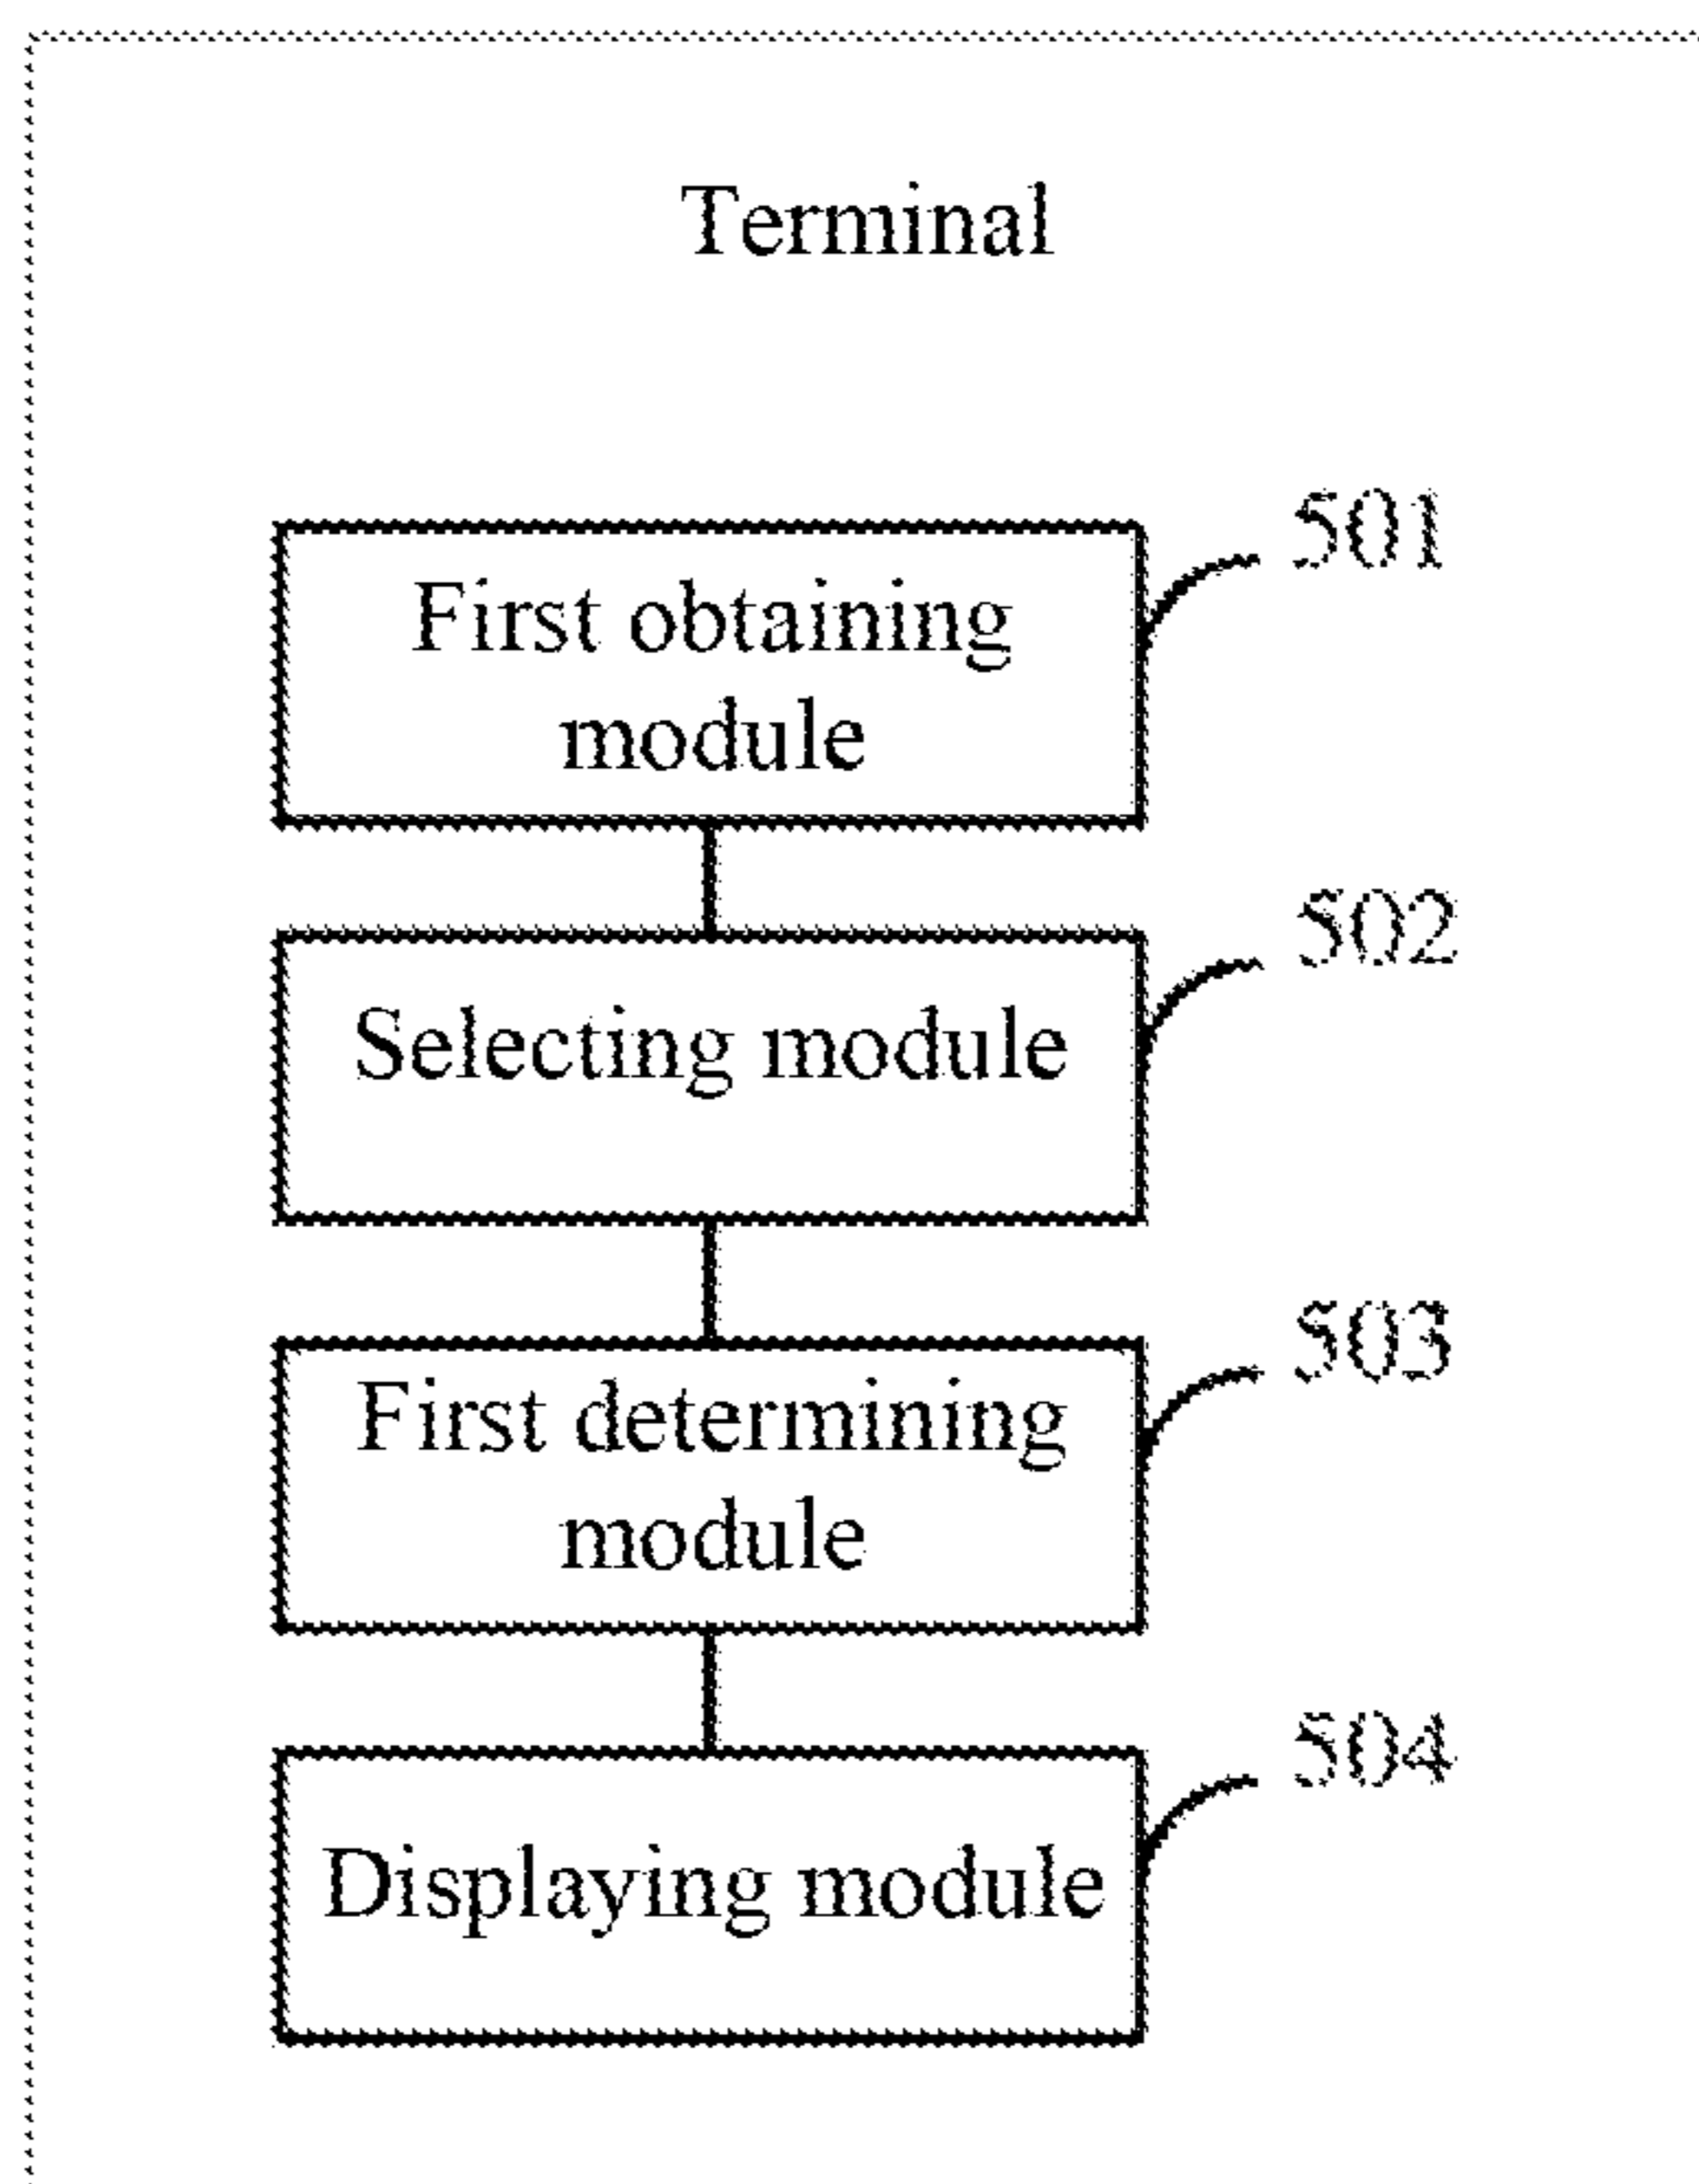 Terminal
501
First obtaining
module
502
Selecting module
503
First determining
module
504
Displaying module